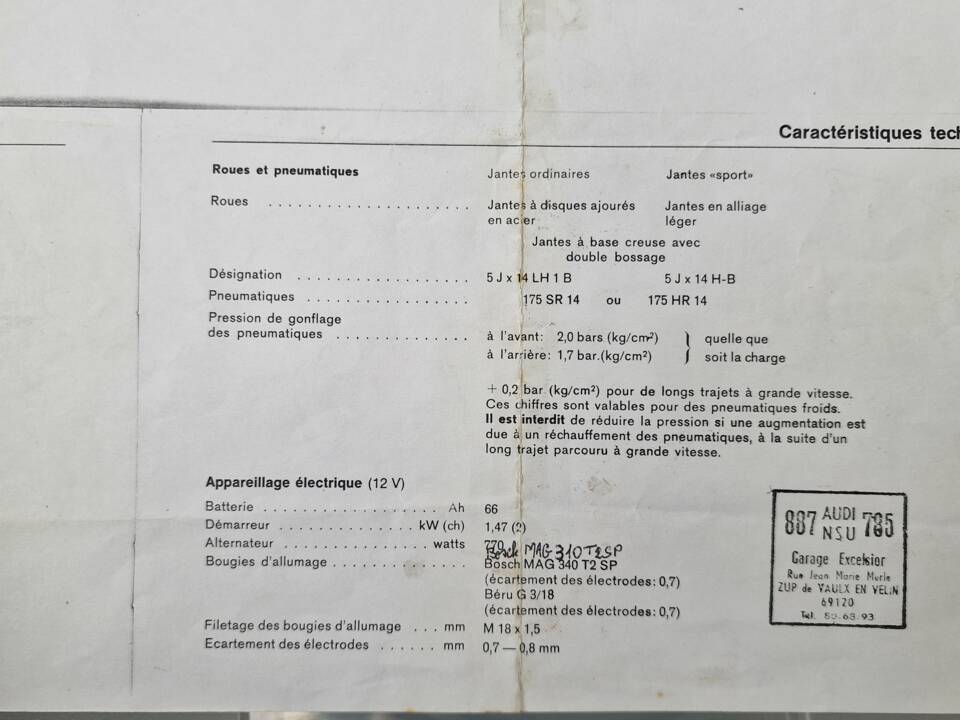 Caractéristiques tech
Roues et pneumatiques Jantes ordinaires Jantes «sport»
Roues . . . . . . . . . . . . . . . . . . . . Jantes à disques ajourés Jantes en alliage
en acier léger
Jantes à base creuse avec
double bossage
Désignation . . . . . . . . . . . . . . . . . 5 J x 14 LH 1 B 5 J x 14 H-B
Pneumatiques . . . . . . . . . . . . . . . . 175 SR 14 ou 175 HR 14
Pression de gonflage
des pneumatiques . . . . . . . . . . . . . à l'avant: 2,0 bars (kg/cm²) } quelle que
à l'arrière: 1,7 bar.(kg/cm²) } soit la charge
+ 0,2 bar (kg/cm²) pour de longs trajets à grande vitesse.
Ces chiffres sont valables pour des pneumatiques froids.
Il est interdit de réduire la pression si une augmentation est
due à un réchauffement des pneumatiques, à la suite d'un
long trajet parcouru à grande vitesse.
Appareillage électrique (12 V)
Batterie . . . . . . . . . . . . . . . . . . Ah 66
Démarreur . . . . . . . . . . . . . kW (ch) 1,47 (2)
Alternateur . . . . . . . . . . . . . . watts 770
Bosch MAG 310 T2SP
Bougies d'allumage . . . . . . . . . . . . . Bosch MAG 340 T2 SP
(écartement des électrodes: 0,7)
Béru G 3/18
(écartement des électrodes: 0,7)
Filetage des bougies d'allumage . . . mm M 18 x 1,5
Ecartement des électrodes . . . . . . mm 0,7 — 0,8 mm
887 AUDI NSU 785
Garage Excelsior
Rue Jean Marie Merle
ZUP de VAULX EN VELIN
69120
Tel. 80.68.93